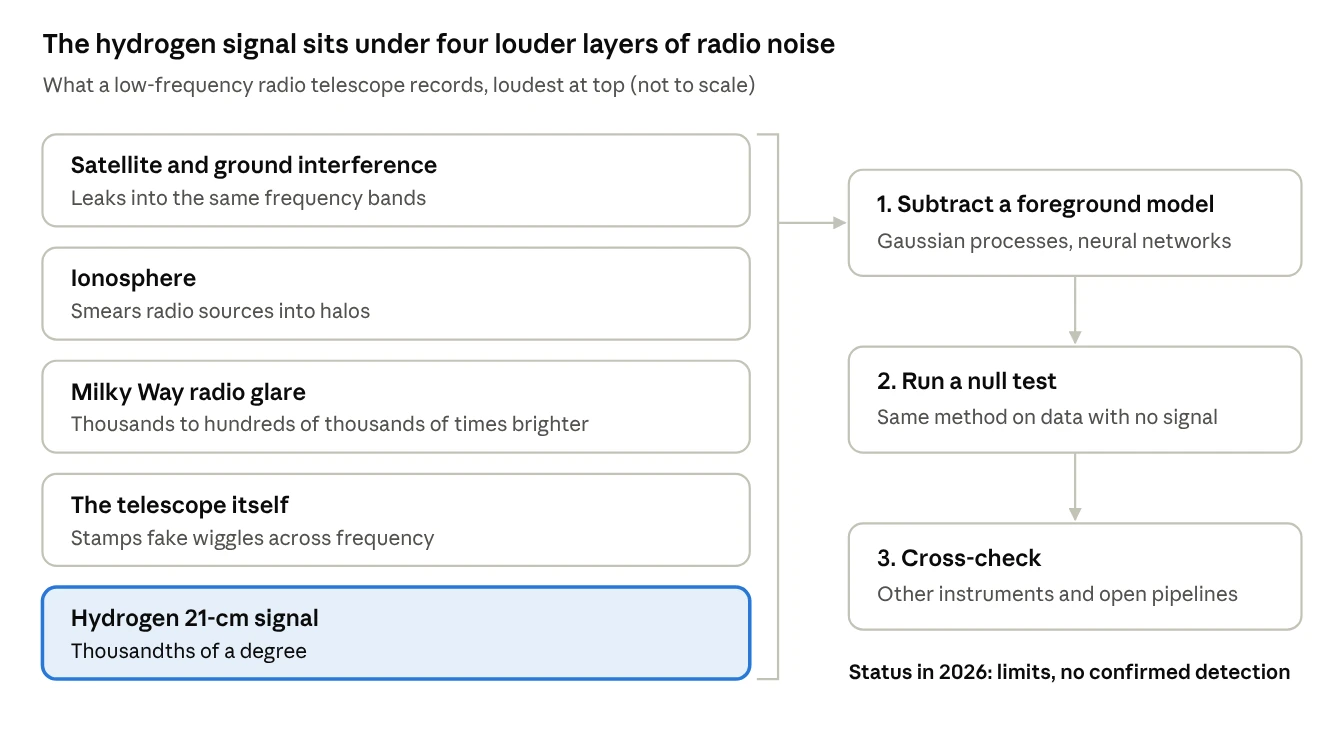 The hydrogen signal sits under four louder layers of radio noise
What a low-frequency radio telescope records, loudest at top (not to scale)
Satellite and ground interference
Leaks into the same frequency bands
Ionosphere
Smears radio sources into halos
Milky Way radio glare
Thousands to hundreds of thousands of times brighter
The telescope itself
Stamps fake wiggles across frequency
Hydrogen 21-cm signal
Thousandths of a degree
1. Subtract a foreground model
Gaussian processes, neural networks
2. Run a null test
Same method on data with no signal
3. Cross-check
Other instruments and open pipelines
Status in 2026: limits, no confirmed detection